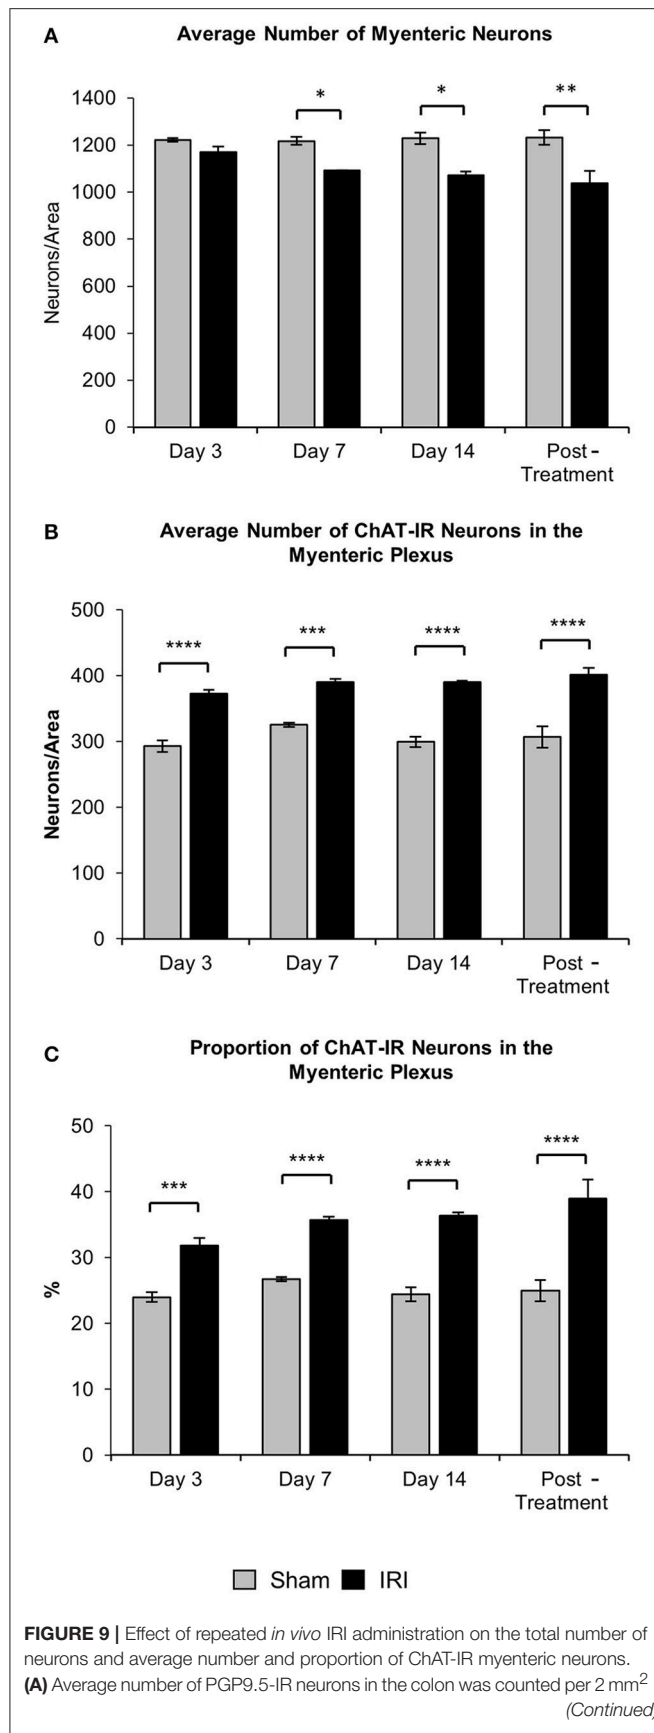 A Average Number of Myenteric Neurons
* * **
1400
1200
1000
800
600
400
200
0
Neurons/Area
Day 3 Day 7 Day 14 Post -
Treatment
B Average Number of ChAT-IR Neurons in the
Myenteric Plexus
**** *** **** ****
500
400
300
200
100
0
Neurons/Area
Day 3 Day 7 Day 14 Post -
Treatment
C Proportion of ChAT-IR Neurons in the
Myenteric Plexus
*** **** **** ****
50
40
30
20
10
0
%
Day 3 Day 7 Day 14 Post -
Treatment
Sham IRI
FIGURE 9 | Effect of repeated in vivo IRI administration on the total number of
neurons and average number and proportion of ChAT-IR myenteric neurons.
(A) Average number of PGP9.5-IR neurons in the colon was counted per 2 mm²
(Continued)